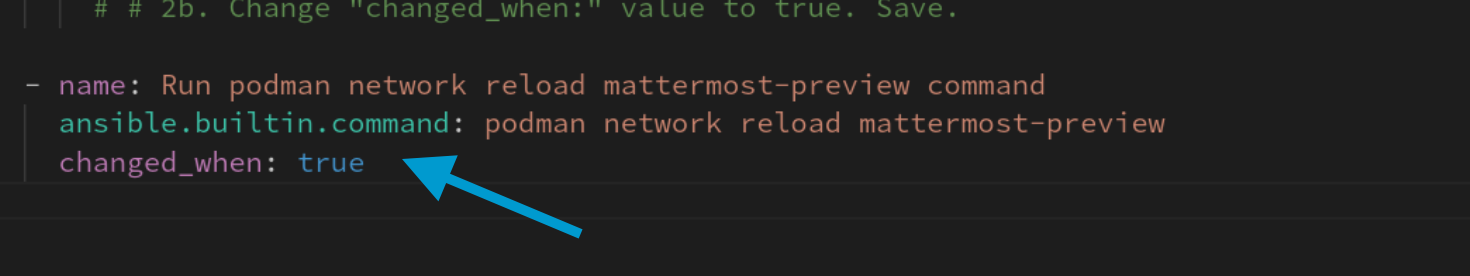 # # 2b. Change "changed_when:" value to true. Save.
- name: Run podman network reload mattermost-preview command
ansible.builtin.command: podman network reload mattermost-preview
changed_when: true